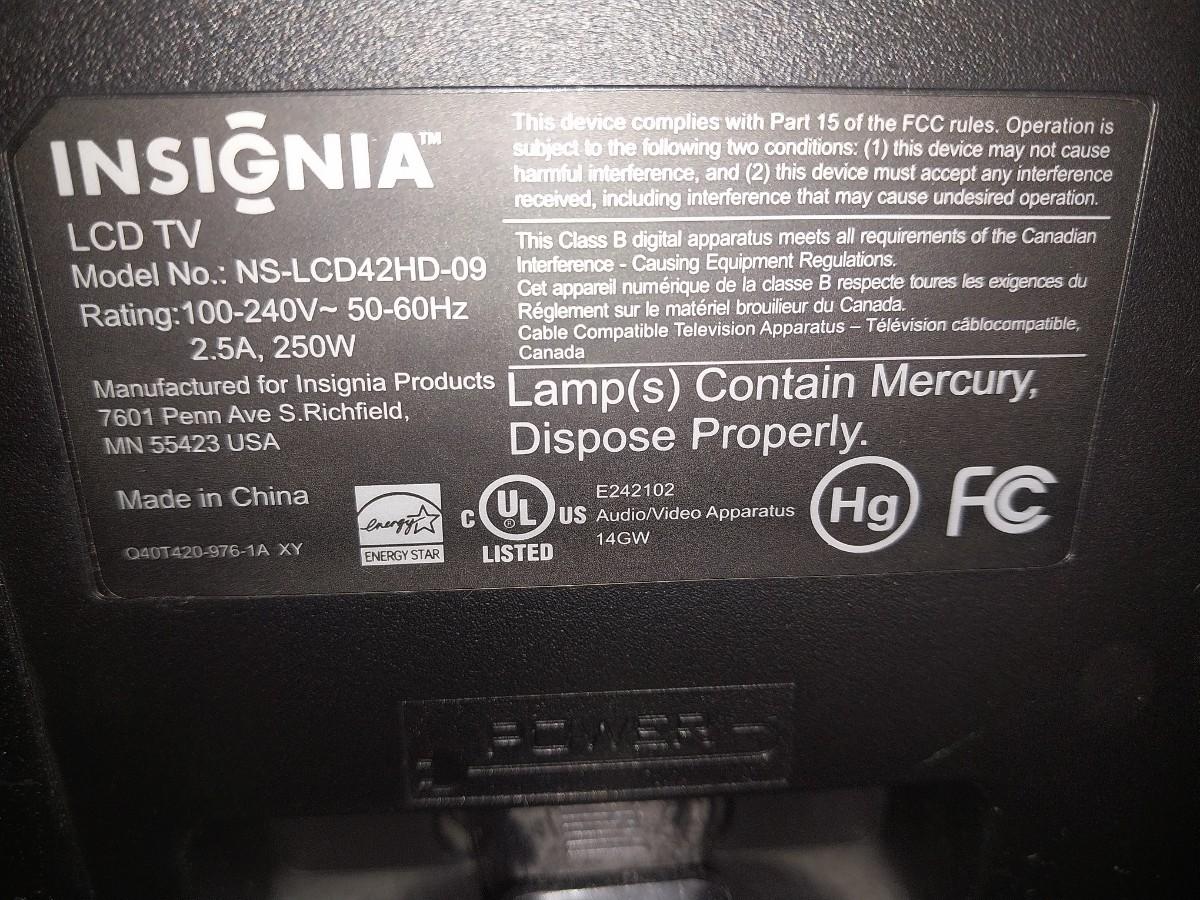 INSIGNIA™
LCD TV
Model No.: NS-LCD42HD-09
Rating:100-240V~ 50-60Hz
2.5A, 250W
Manufactured for Insignia Products
7601 Penn Ave S.Richfield,
MN 55423 USA
Made in China
Q40T420-976-1A XY
This device complies with Part 15 of the FCC rules. Operation is
subject to the following two conditions: (1) this device may not cause
harmful interference, and (2) this device must accept any interference
received, including interference that may cause undesired operation.
This Class B digital apparatus meets all requirements of the Canadian
Interference - Causing Equipment Regulations.
Cet appareil numérique de la classe B respecte toures les exigences du
Réglement sur le matériel brouilieur du Canada.
Cable Compatible Television Apparatus – Télévision câblocompatible,
Canada
Lamp(s) Contain Mercury,
Dispose Properly.
energy
ENERGY STAR
C UL® US
LISTED
E242102
Audio/Video Apparatus
14GW
Hg
FC
POWER